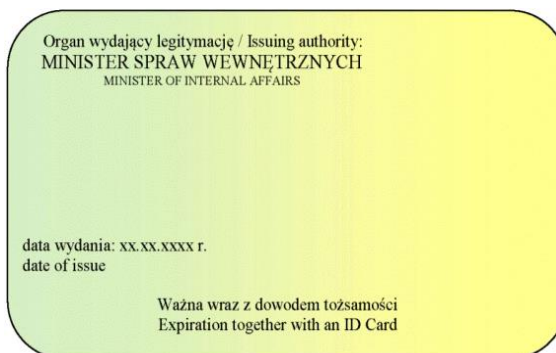 Organ wydający legitymację / Issuing authority:
MINISTER SPRAW WEWNĘTRZNYCH
MINISTER OF INTERNAL AFFAIRS
data wydania: xx.xx.xxxx r.
date of issue
Ważna wraz z dowodem tożsamości
Expiration together with an ID Card